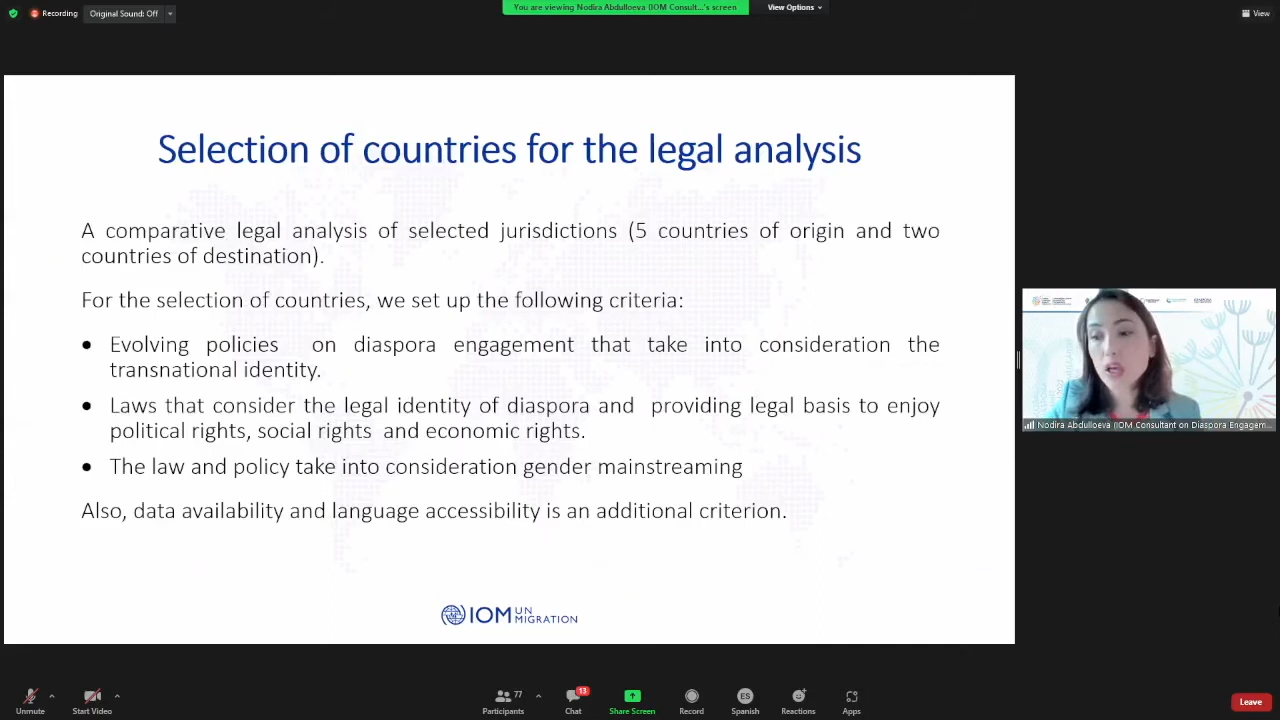 Recording
Original Sound: Off
You are viewing Nodira Abdulloeva (IOM Consult...'s screen
View Options
View
Selection of countries for the legal analysis
A comparative legal analysis of selected jurisdictions (5 countries of origin and two
countries of destination).
For the selection of countries, we set up the following criteria:
• Evolving policies on diaspora engagement that take into consideration the
transnational identity.
• Laws that consider the legal identity of diaspora and providing legal basis to enjoy
political rights, social rights and economic rights.
• The law and policy take into consideration gender mainstreaming
Also, data availability and language accessibility is an additional criterion.
IOM UN
MIGRATION
Nodira Abdulloeva (IOM Consultant on Diaspora Engagem...
Unmute
Start Video
77
Participants
13
Chat
Share Screen
Record
ES
Spanish
Reactions
Apps
Leave